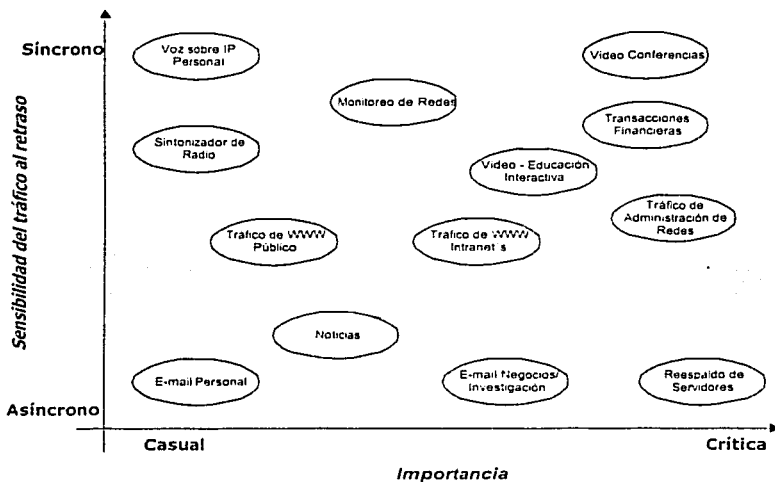 Síncrono
Voz sobre IP
Personal
Video Conferencias
Monitoreo de Redes
Transacciones
Financieras
Sintonizador de
Radio
Video - Educación
Interactiva
Tráfico de
Administración de
Redes
Tráfico de WWW
Público
Tráfico de WWW
Intranet's
Noticias
E-mail Personal
E-mail Negocios/
Investigación
Reespaldo de
Servidores
Asíncrono
Sensibilidad del tráfico al retraso
Casual
Crítica
Importancia